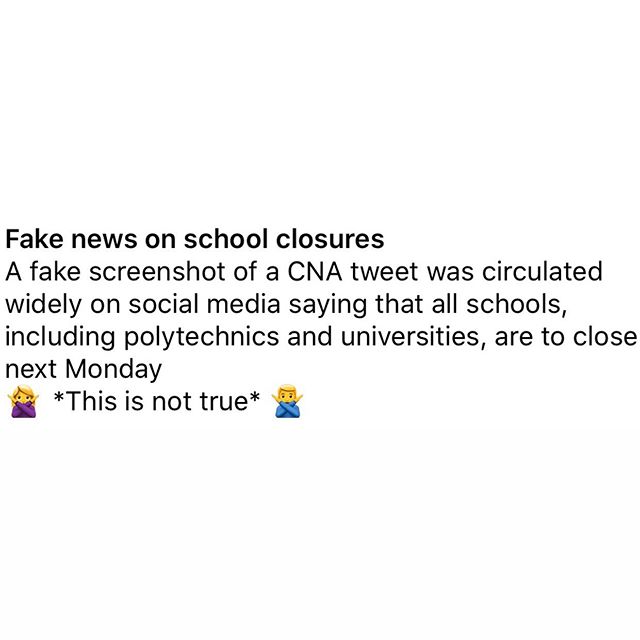 Fake news on school closures
A fake screenshot of a CNA tweet was circulated
widely on social media saying that all schools,
including polytechnics and universities, are to close
next Monday
🙅‍♀️ *This is not true* 🙅‍♂️